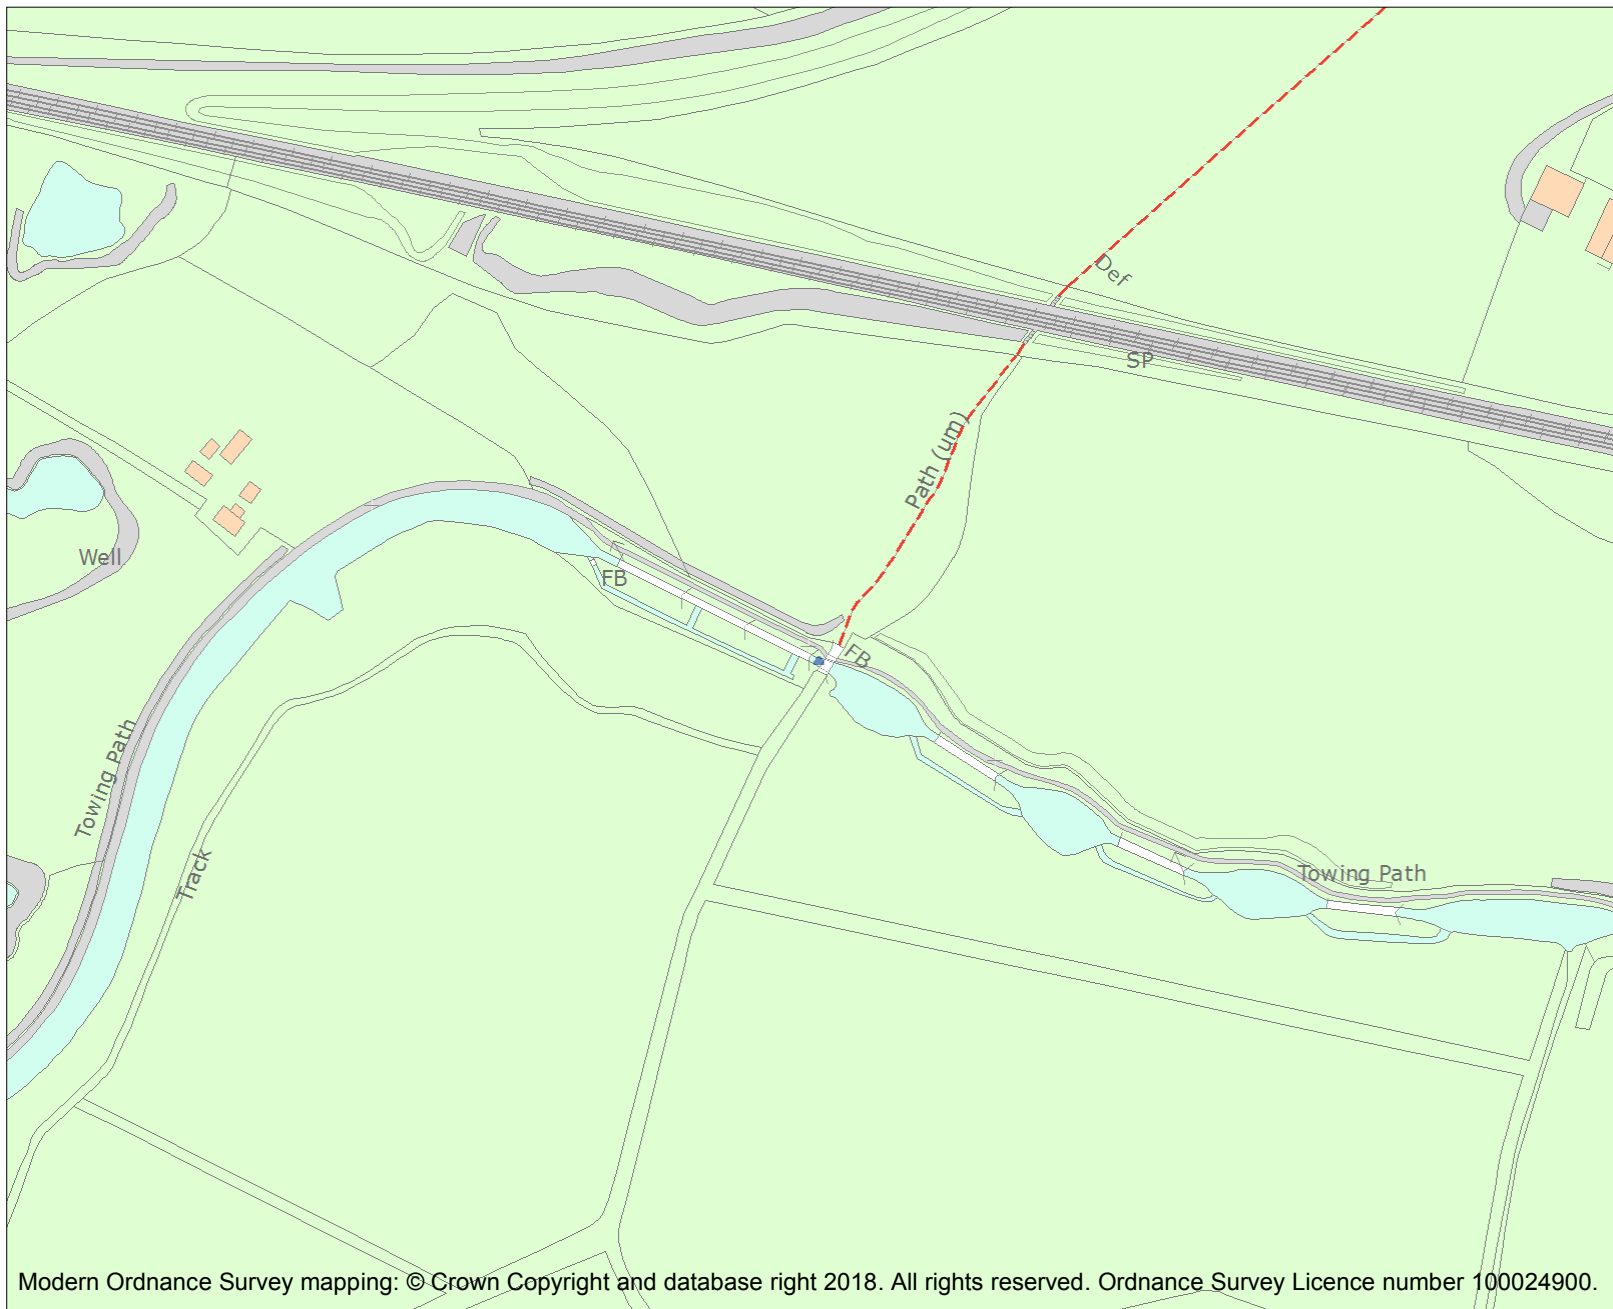 Def
SP
Path (um)
Well
FB
FB
Towing Path
Track
Towing Path
Modern Ordnance Survey mapping: © Crown Copyright and database right 2018. All rights reserved. Ordnance Survey Licence number 100024900.